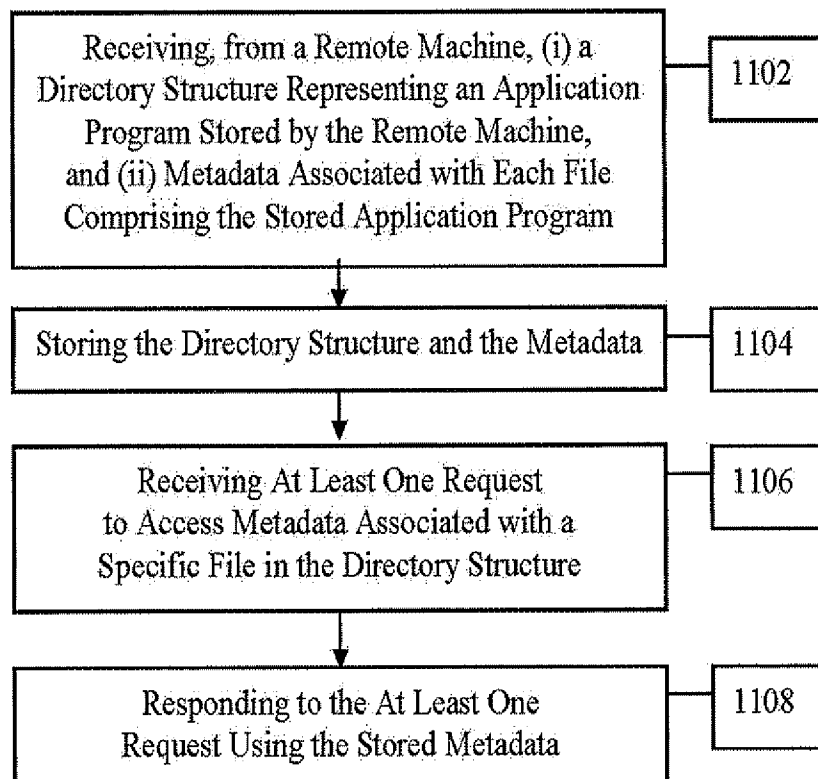 Receiving, from a Remote Machine, (i) a
Directory Structure Representing an Application
Program Stored by the Remote Machine,
and (ii) Metadata Associated with Each File
Comprising the Stored Application Program
1102
Storing the Directory Structure and the Metadata
1104
Receiving At Least One Request
to Access Metadata Associated with a
Specific File in the Directory Structure
1106
Responding to the At Least One
Request Using the Stored Metadata
1108